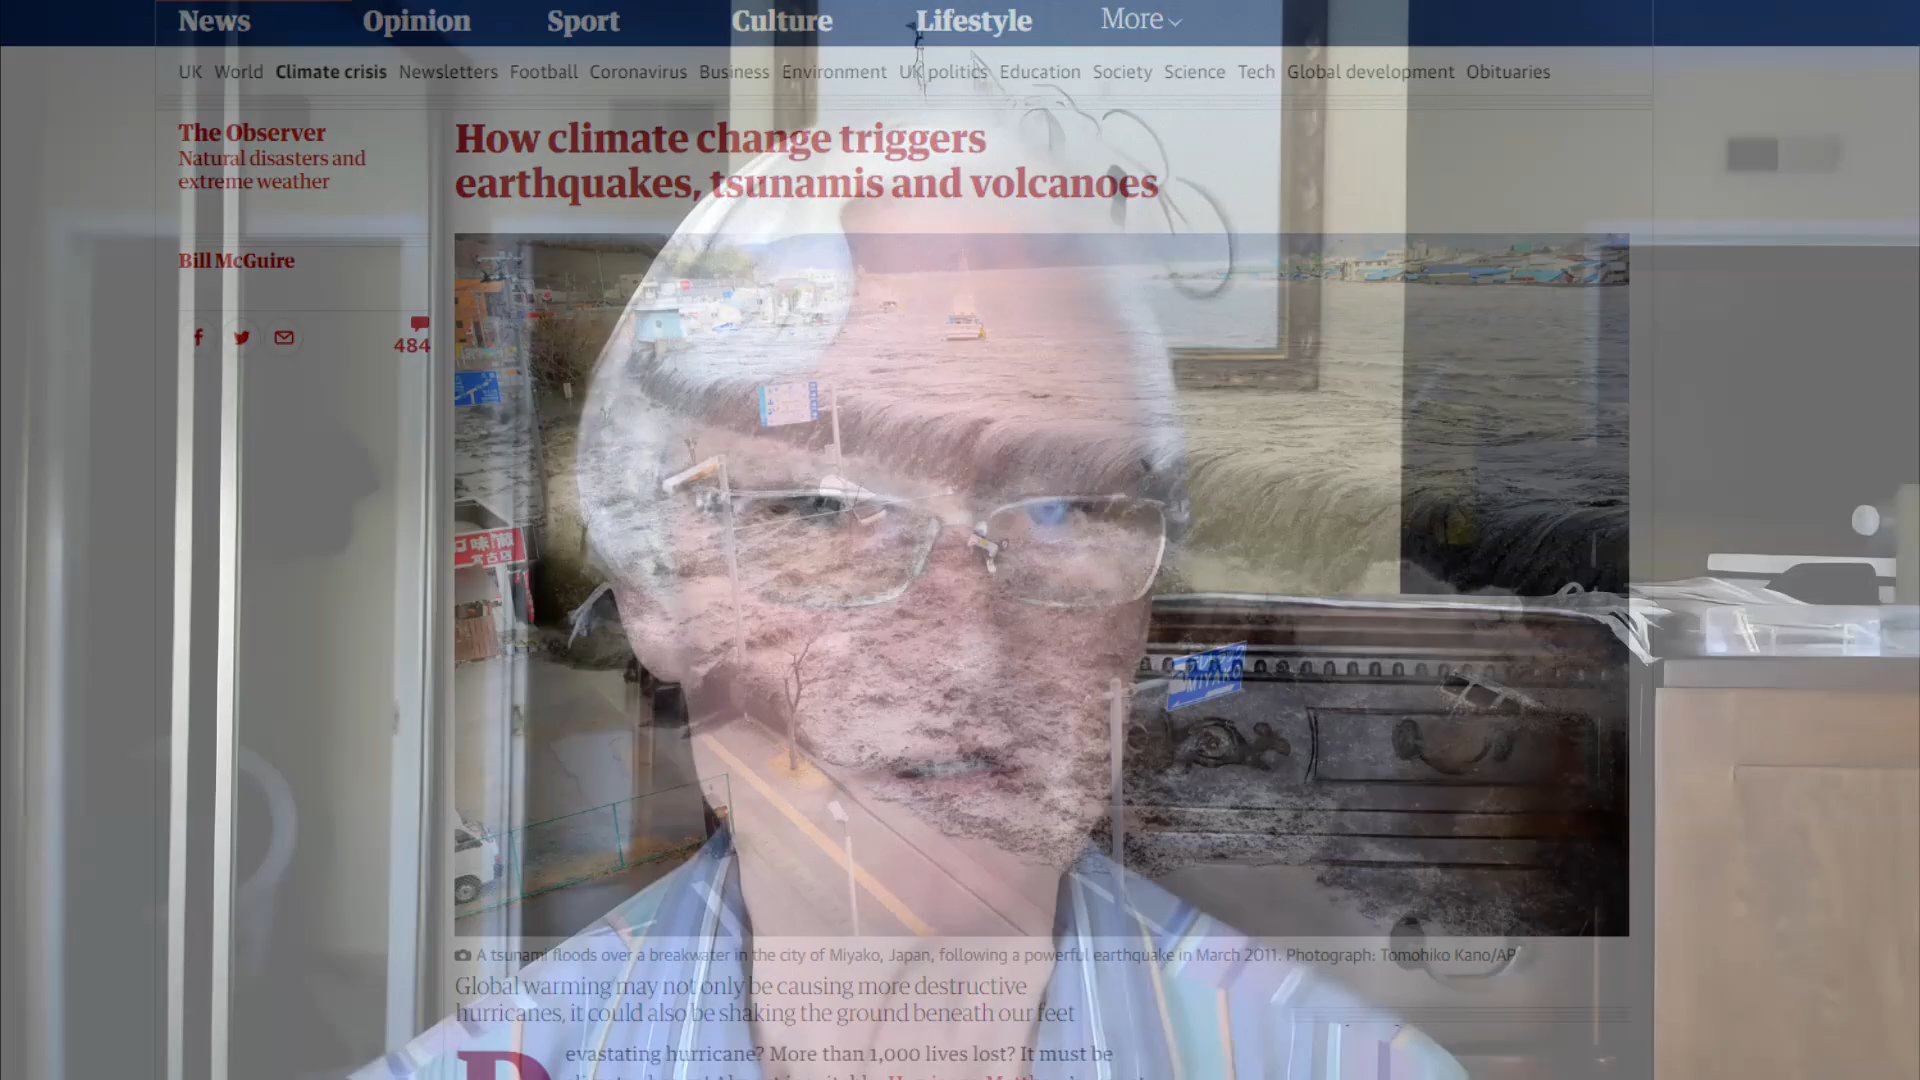 News Opinion Sport Culture Lifestyle More
UK World Climate crisis Newsletters Football Coronavirus Business Environment UK politics Education Society Science Tech Global development Obituaries
The Observer
Natural disasters and
extreme weather
Bill McGuire
484
How climate change triggers
earthquakes, tsunamis and volcanoes
MIYAKO
A tsunami floods over a breakwater in the city of Miyako, Japan, following a powerful earthquake in March 2011. Photograph: Tomohiko Kano/AP
Global warming may not only be causing more destructive
hurricanes, it could also be shaking the ground beneath our feet
Devastating hurricane? More than 1,000 lives lost? It must be